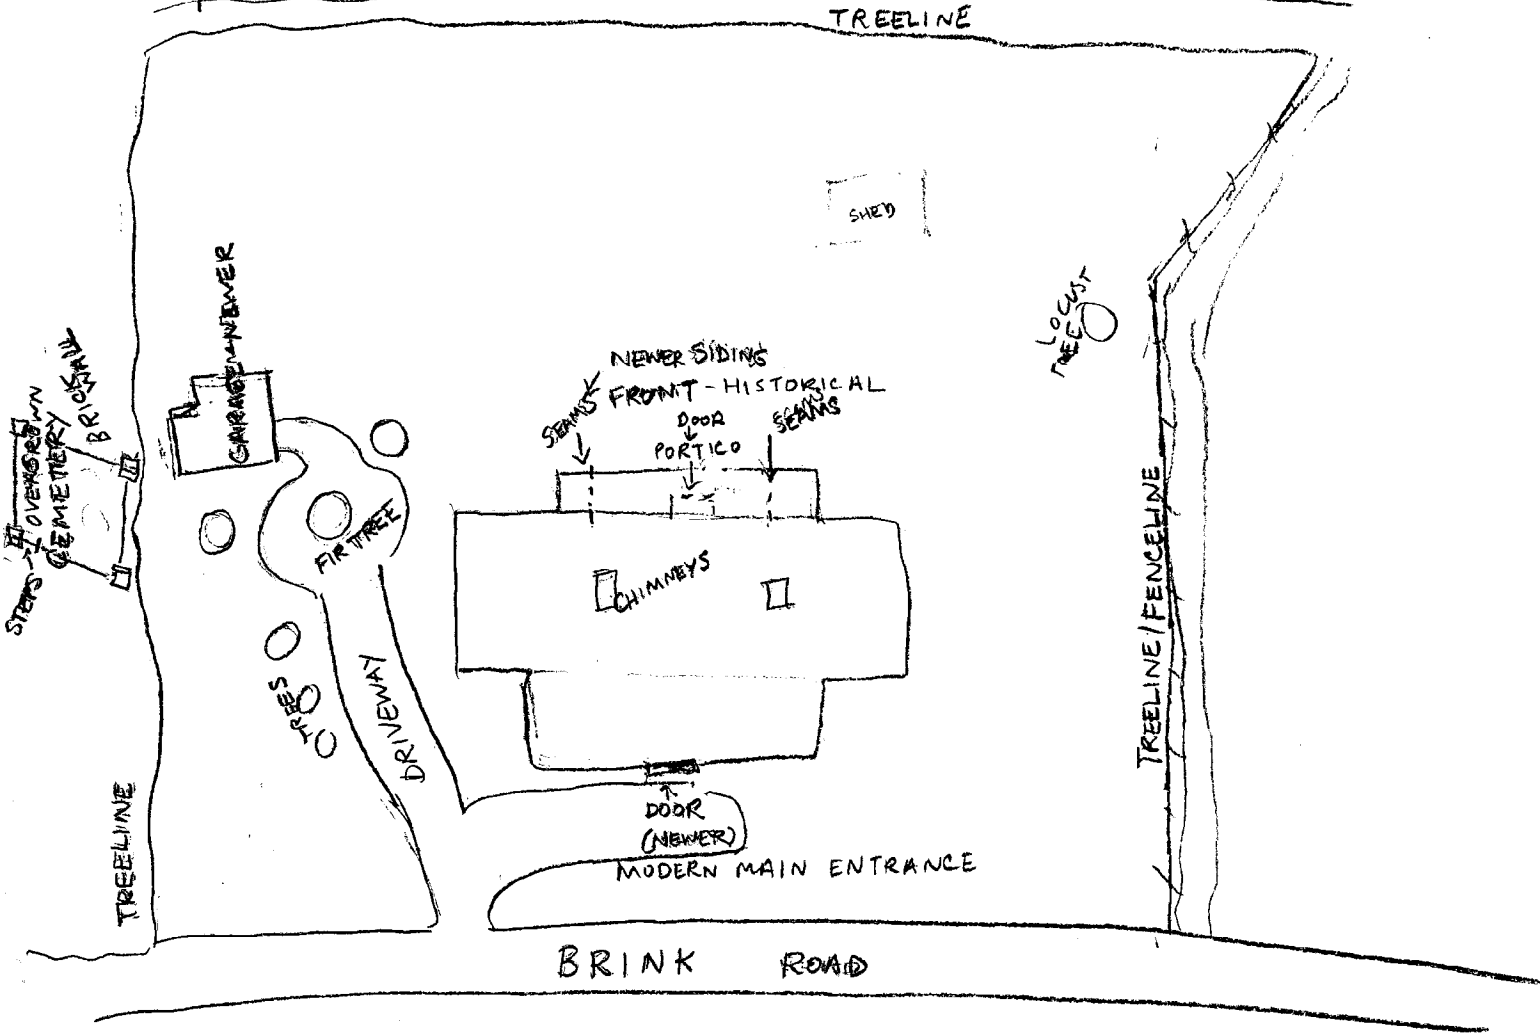 TREELINE
SHED
GARAGE-NEWER
LOCUST
TREE
NEWER SIDING
FRONT-HISTORICAL
SEAMS
DOOR
SEAMS
PORTICO
BRICK WALL
OVERGROWN
CEMETERY
STEPS
FIR TREE
CHIMNEYS
TREELINE/FENCELINE
TREES
DRIVEWAY
TREELINE
DOOR
(NEWER)
MODERN MAIN ENTRANCE
BRINK ROAD